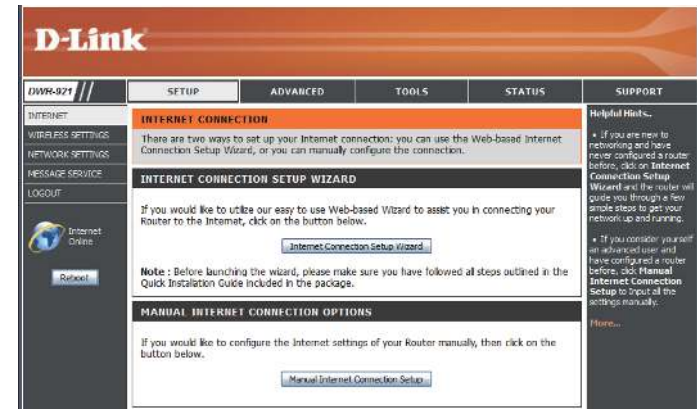 D-Link
DWR-921 // SETUP ADVANCED TOOLS STATUS SUPPORT
INTERNET
WIRELESS SETTINGS
NETWORK SETTINGS
MESSAGE SERVICE
LOGOUT
Internet
Online
Reboot
INTERNET CONNECTION
There are two ways to set up your Internet connection: you can use the Web-based Internet
Connection Setup Wizard, or you can manually configure the connection.
INTERNET CONNECTION SETUP WIZARD
If you would like to utilize our easy to use Web-based Wizard to assist you in connecting your
Router to the Internet, click on the button below.
Internet Connection Setup Wizard
Note : Before launching the wizard, please make sure you have followed all steps outlined in the
Quick Installation Guide included in the package.
MANUAL INTERNET CONNECTION OPTIONS
If you would like to configure the Internet settings of your Router manually, then click on the
button below.
Manual Internet Connection Setup
Helpful Hints..
• If you are new to
networking and have
never configured a router
before, click on Internet
Connection Setup
Wizard and the router will
guide you through a few
simple steps to get your
network up and running.
• If you consider yourself
an advanced user and
have configured a router
before, click Manual
Internet Connection
Setup to input all the
settings manually.
More...